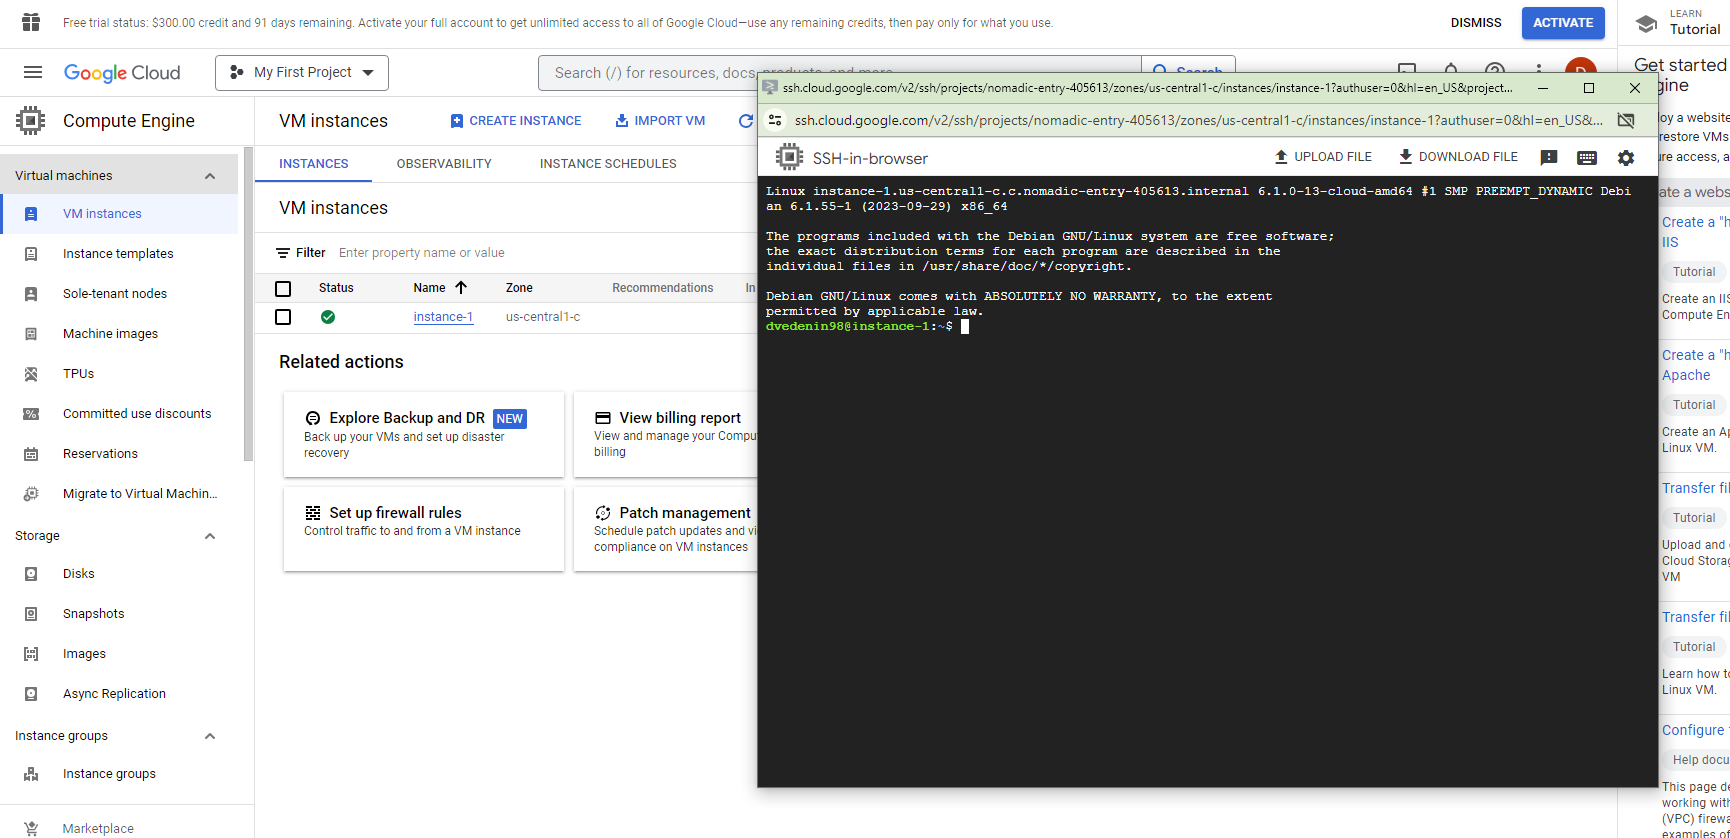 Free trial status: $300.00 credit and 91 days remaining. Activate your full account to get unlimited access to all of Google Cloud—use any remaining credits, then pay only for what you use.
DISMISS
ACTIVATE
LEARN
Tutorial
Google Cloud
My First Project
Search (/) for resources, docs, products, and more
Search
Get started
Compute Engine
VM instances
CREATE INSTANCE
IMPORT VM
INSTANCES
OBSERVABILITY
INSTANCE SCHEDULES
Virtual machines
VM instances
Instance templates
Sole-tenant nodes
Machine images
TPUs
Committed use discounts
Reservations
Migrate to Virtual Machin...
Storage
Disks
Snapshots
Images
Async Replication
Instance groups
Instance groups
Marketplace
VM instances
Filter Enter property name or value
Status Name Zone Recommendations In
instance-1 us-central1-c
Related actions
Explore Backup and DR NEW
Back up your VMs and set up disaster
recovery
View billing report
View and manage your Compu
billing
Set up firewall rules
Control traffic to and from a VM instance
Patch management
Schedule patch updates and vi
compliance on VM instances
ssh.cloud.google.com/v2/ssh/projects/nomadic-entry-405613/zones/us-central1-c/instances/instance-1?authuser=0&hl=en_US&project...
ssh.cloud.google.com/v2/ssh/projects/nomadic-entry-405613/zones/us-central1-c/instances/instance-1?authuser=0&hl=en_US&...
SSH-in-browser
UPLOAD FILE
DOWNLOAD FILE
Linux instance-1.us-central1-c.c.nomadic-entry-405613.internal 6.1.0-13-cloud-amd64 #1 SMP PREEMPT_DYNAMIC Debi
an 6.1.55-1 (2023-09-29) x86_64
The programs included with the Debian GNU/Linux system are free software;
the exact distribution terms for each program are described in the
individual files in /usr/share/doc/*/copyright.
Debian GNU/Linux comes with ABSOLUTELY NO WARRANTY, to the extent
permitted by applicable law.
dvedenin98@instance-1:~$
gine
oy a website
restore VMs
ure access, a
ate a webs
Create a "h
IIS
Tutorial
Create an IIS
Compute En
Create a "h
Apache
Tutorial
Create an Ap
Linux VM.
Transfer fil
Tutorial
Upload and
Cloud Storag
VM
Transfer fil
Tutorial
Learn how to
Linux VM.
Configure
Help docu
This page de
working with
(VPC) firewa
examples of